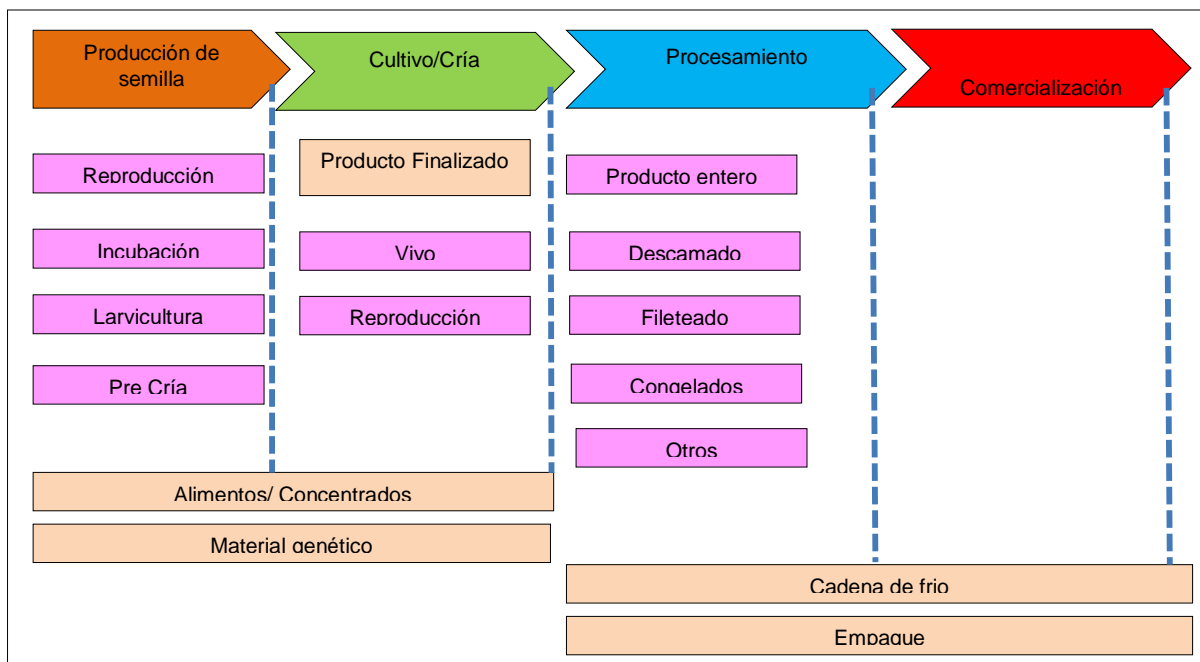 Producción de
semilla
Cultivo/Cría
Procesamiento
Comercialización
Reproducción
Incubación
Larvicultura
Pre Cría
Producto Finalizado
Vivo
Reproducción
Producto entero
Descamado
Fileteado
Congelados
Otros
Alimentos/ Concentrados
Material genético
Cadena de frio
Empaque